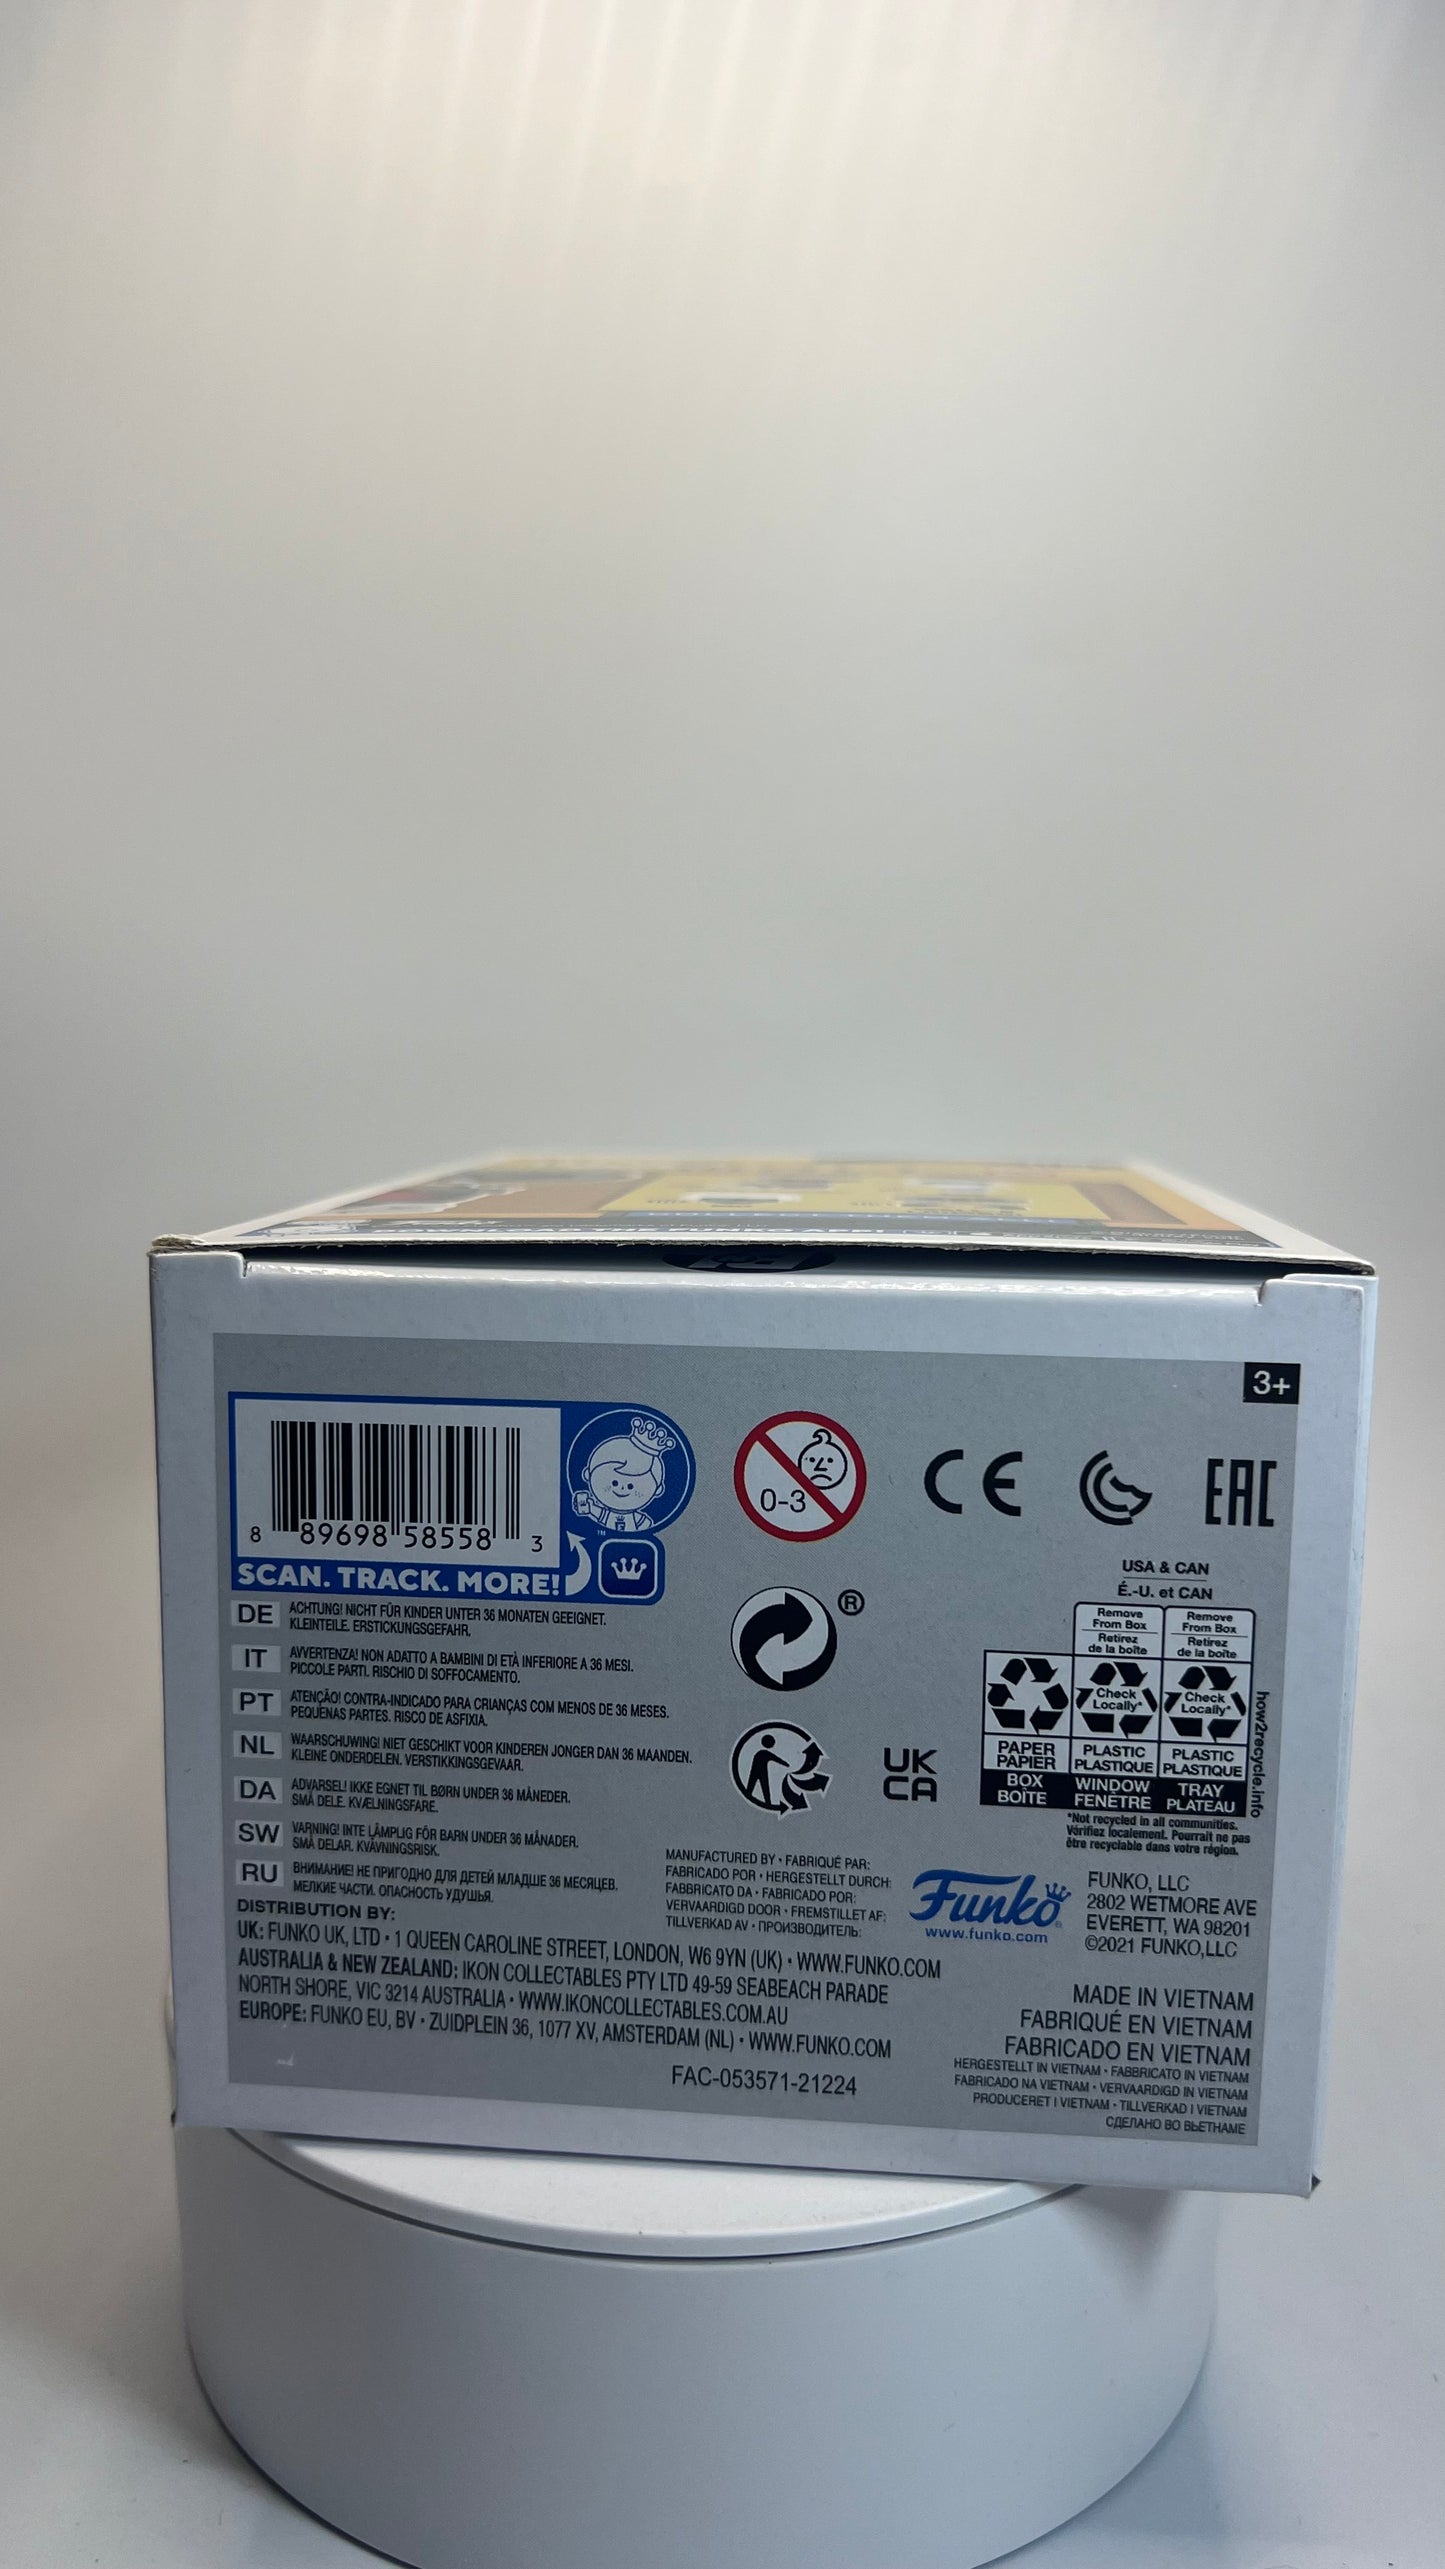 3+
8 89698 58558 3
SCAN. TRACK. MORE!
™
0-3
CE
EAC
®
UK
CA
USA & CAN
É.-U. et CAN
Remove
From Box
Retirez
de la boîte
Remove
From Box
Retirez
de la boîte
Check
Locally*
Check
Locally*
PAPER
PAPIER
PLASTIC
PLASTIQUE
PLASTIC
PLASTIQUE
BOX
BOÎTE
WINDOW
FENÊTRE
TRAY
PLATEAU
how2recycle.info
*Not recycled in all communities.
Vérifiez localement. Pourrait ne pas
être recyclable dans votre région.
DE ACHTUNG! NICHT FÜR KINDER UNTER 36 MONATEN GEEIGNET.
KLEINTEILE. ERSTICKUNGSGEFAHR.
IT AVVERTENZA! NON ADATTO A BAMBINI DI ETÀ INFERIORE A 36 MESI.
PICCOLE PARTI. RISCHIO DI SOFFOCAMENTO.
PT ATENÇÃO! CONTRA-INDICADO PARA CRIANÇAS COM MENOS DE 36 MESES.
PEQUENAS PARTES. RISCO DE ASFIXIA.
NL WAARSCHUWING! NIET GESCHIKT VOOR KINDEREN JONGER DAN 36 MAANDEN.
KLEINE ONDERDELEN. VERSTIKKINGSGEVAAR.
DA ADVARSEL! IKKE EGNET TIL BØRN UNDER 36 MÅNEDER.
SMÅ DELE. KVÆLNINGSFARE.
SW VARNING! INTE LÄMPLIG FÖR BARN UNDER 36 MÅNADER.
SMÅ DELAR. KVÄVNINGSRISK.
RU ВНИМАНИЕ! НЕ ПРИГОДНО ДЛЯ ДЕТЕЙ МЛАДШЕ 36 МЕСЯЦЕВ.
МЕЛКИЕ ЧАСТИ. ОПАСНОСТЬ УДУШЬЯ.
MANUFACTURED BY • FABRIQUÉ PAR:
FABRICADO POR • HERGESTELLT DURCH:
FABBRICATO DA • FABRICADO POR:
VERVAARDIGD DOOR • FREMSTILLET AF:
TILLVERKAD AV • ПРОИЗВОДИТЕЛЬ:
Funko
www.funko.com
FUNKO, LLC
2802 WETMORE AVE
EVERETT, WA 98201
©2021 FUNKO,LLC
DISTRIBUTION BY:
UK: FUNKO UK, LTD • 1 QUEEN CAROLINE STREET, LONDON, W6 9YN (UK) • WWW.FUNKO.COM
AUSTRALIA & NEW ZEALAND: IKON COLLECTABLES PTY LTD 49-59 SEABEACH PARADE
NORTH SHORE, VIC 3214 AUSTRALIA • WWW.IKONCOLLECTABLES.COM.AU
EUROPE: FUNKO EU, BV • ZUIDPLEIN 36, 1077 XV, AMSTERDAM (NL) • WWW.FUNKO.COM
FAC-053571-21224
MADE IN VIETNAM
FABRIQUÉ EN VIETNAM
FABRICADO EN VIETNAM
HERGESTELLT IN VIETNAM • FABBRICATO IN VIETNAM
FABRICADO NA VIETNAM • VERVAARDIGD IN VIETNAM
PRODUCERET I VIETNAM • TILLVERKAD I VIETNAM
СДЕЛАНО ВО ВЬЕТНАМЕ